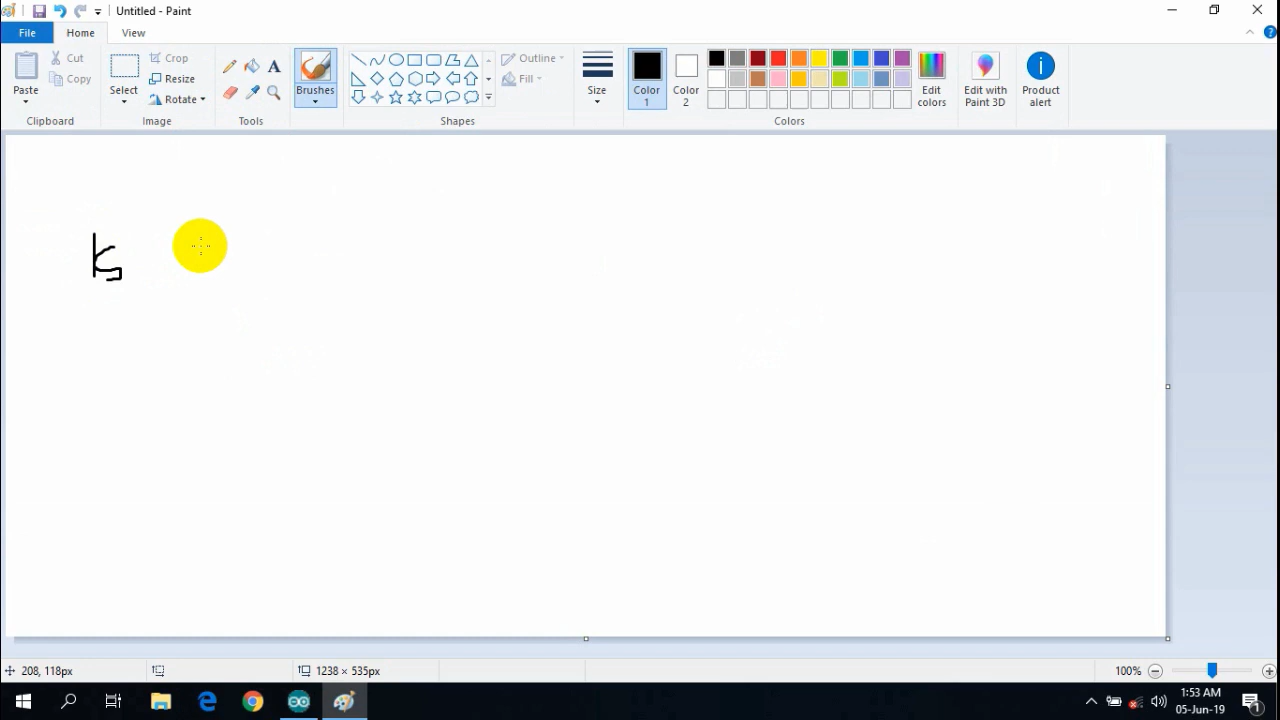 Untitled - Paint
File
Home
View
Paste
Cut
Copy
Clipboard
Select
Crop
Resize
Rotate
Image
A
Tools
Brushes
Outline
Fill
Shapes
Size
Color 1
Color 2
Edit colors
Colors
Edit with Paint 3D
Product alert
208, 118px
1238 × 535px
100%
1:53 AM
05-Jun-19
1